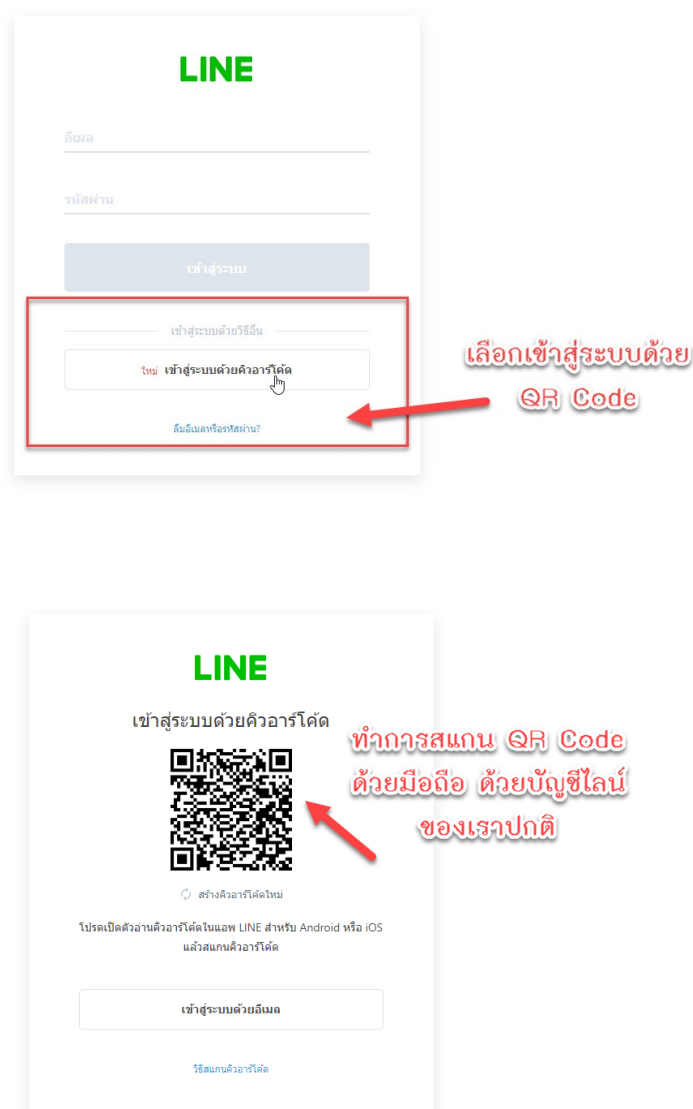 LINE
อีเมล
รหัสผ่าน
เข้าสู่ระบบ
เข้าสู่ระบบด้วยวิธีอื่น
ใหม่ เข้าสู่ระบบด้วยคิวอาร์โค้ด
ลืมอีเมลหรือรหัสผ่าน?
เลือกเข้าสู่ระบบด้วย
QR Code
LINE
เข้าสู่ระบบด้วยคิวอาร์โค้ด
ทำการสแกน QR Code
ด้วยมือถือ ด้วยบัญชีไลน์
ของเราปกติ
สร้างคิวอาร์โค้ดใหม่
โปรดเปิดตัวอ่านคิวอาร์โค้ดในแอพ LINE สำหรับ Android หรือ iOS
แล้วสแกนคิวอาร์โค้ด
เข้าสู่ระบบด้วยอีเมล
วิธีสแกนคิวอาร์โค้ด